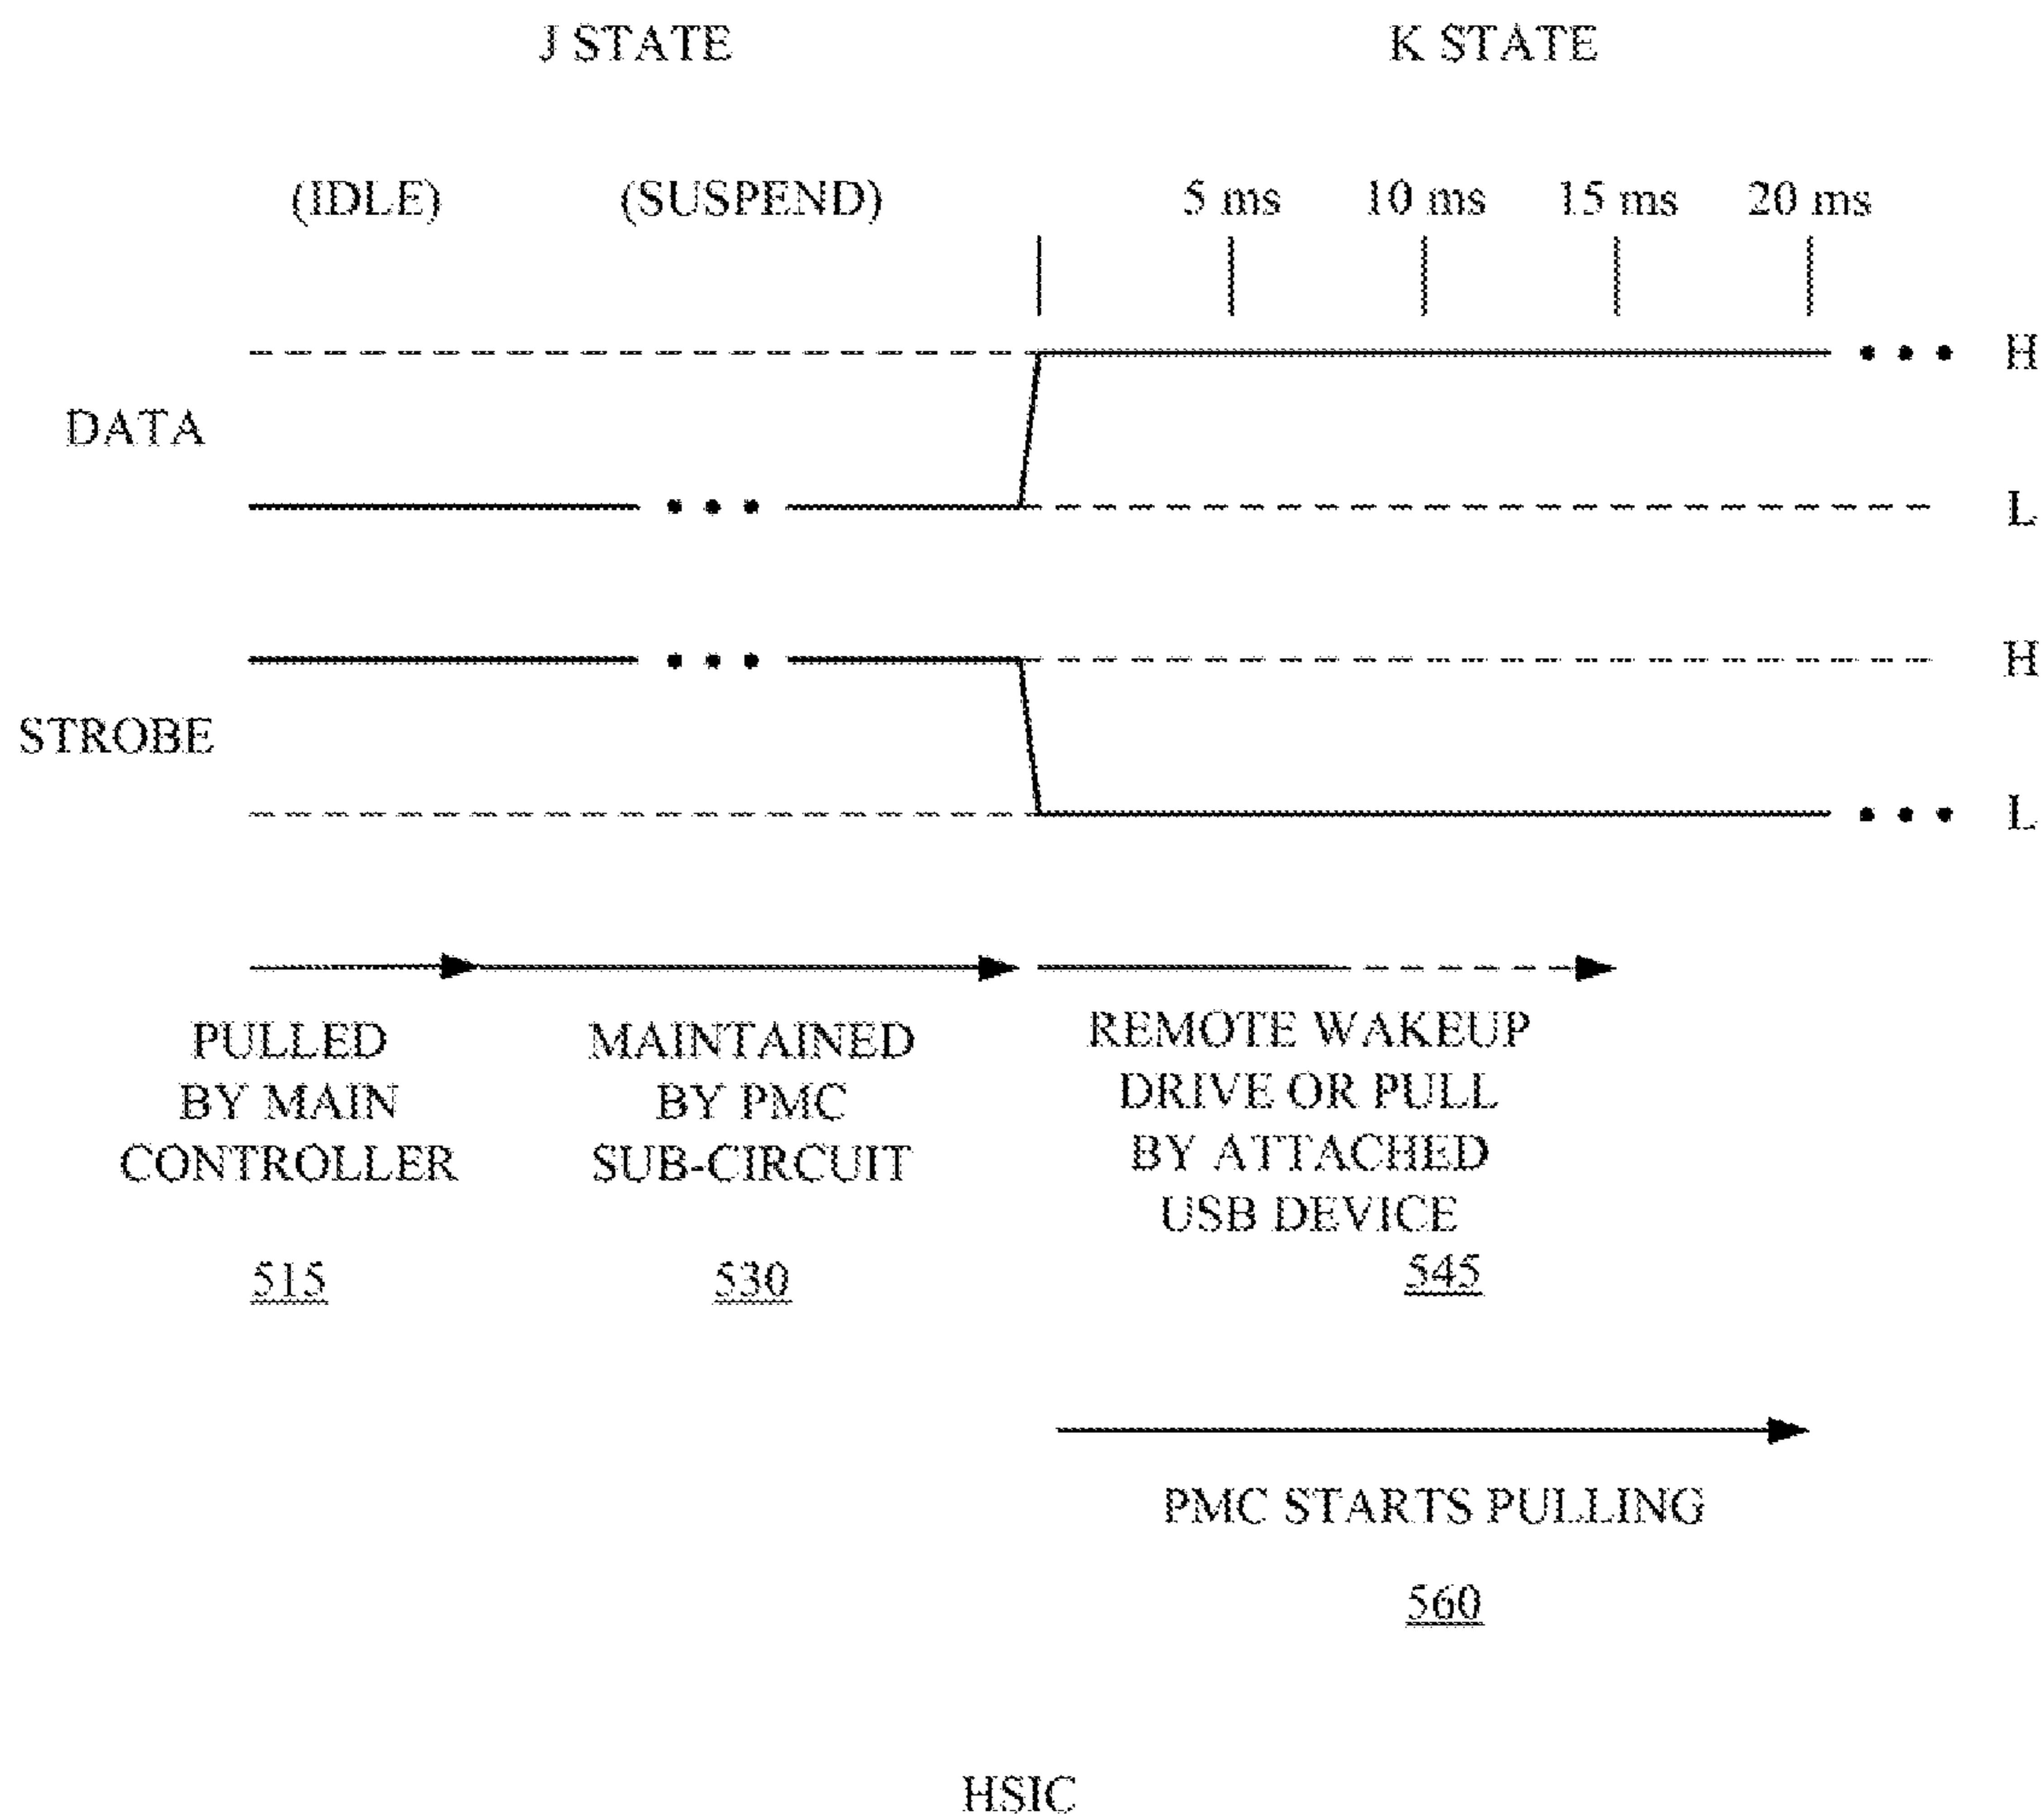 J STATE K STATE
(IDLE) (SUSPEND) 5 ms 10 ms 15 ms 20 ms
H
DATA
L
H
STROBE
L
PULLED
BY MAIN
CONTROLLER
515
MAINTAINED
BY PMC
SUB-CIRCUIT
530
REMOTE WAKEUP
DRIVE OR PULL
BY ATTACHED
USB DEVICE
545
PMC STARTS PULLING
560
HSIC